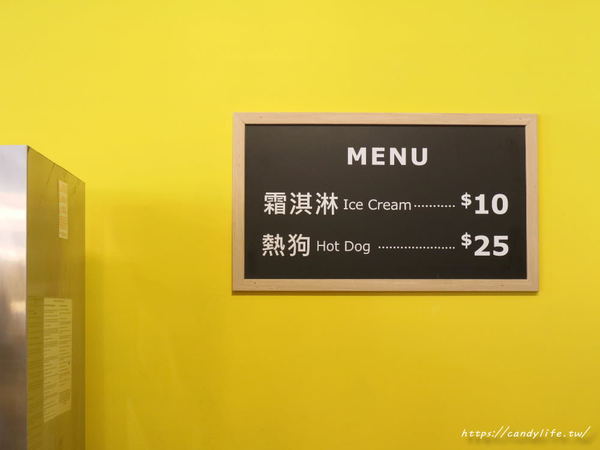 MENU
霜淇淋 Ice Cream........... $10
熱狗 Hot Dog ..................... $25
https://candylife.tw/